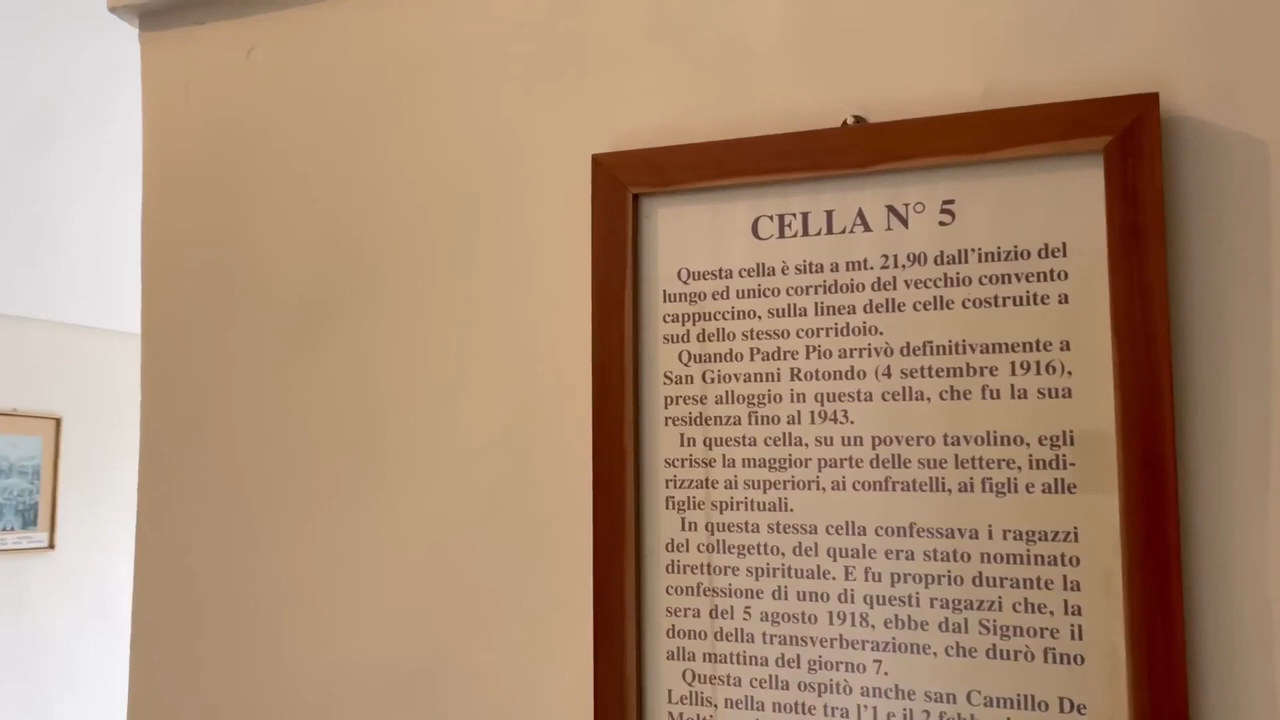 CELLA N° 5
Questa cella è sita a mt. 21,90 dall'inizio del
lungo ed unico corridoio del vecchio convento
cappuccino, sulla linea delle celle costruite a
sud dello stesso corridoio.
Quando Padre Pio arrivò definitivamente a
San Giovanni Rotondo (4 settembre 1916),
prese alloggio in questa cella, che fu la sua
residenza fino al 1943.
In questa cella, su un povero tavolino, egli
scrisse la maggior parte delle sue lettere, indi-
rizzate ai superiori, ai confratelli, ai figli e alle
figlie spirituali.
In questa stessa cella confessava i ragazzi
del collegetto, del quale era stato nominato
direttore spirituale. E fu proprio durante la
confessione di uno di questi ragazzi che, la
sera del 5 agosto 1918, ebbe dal Signore il
dono della transverberazione, che durò fino
alla mattina del giorno 7.
Questa cella ospitò anche san Camillo De
Lellis, nella notte tra l'1 e il 2